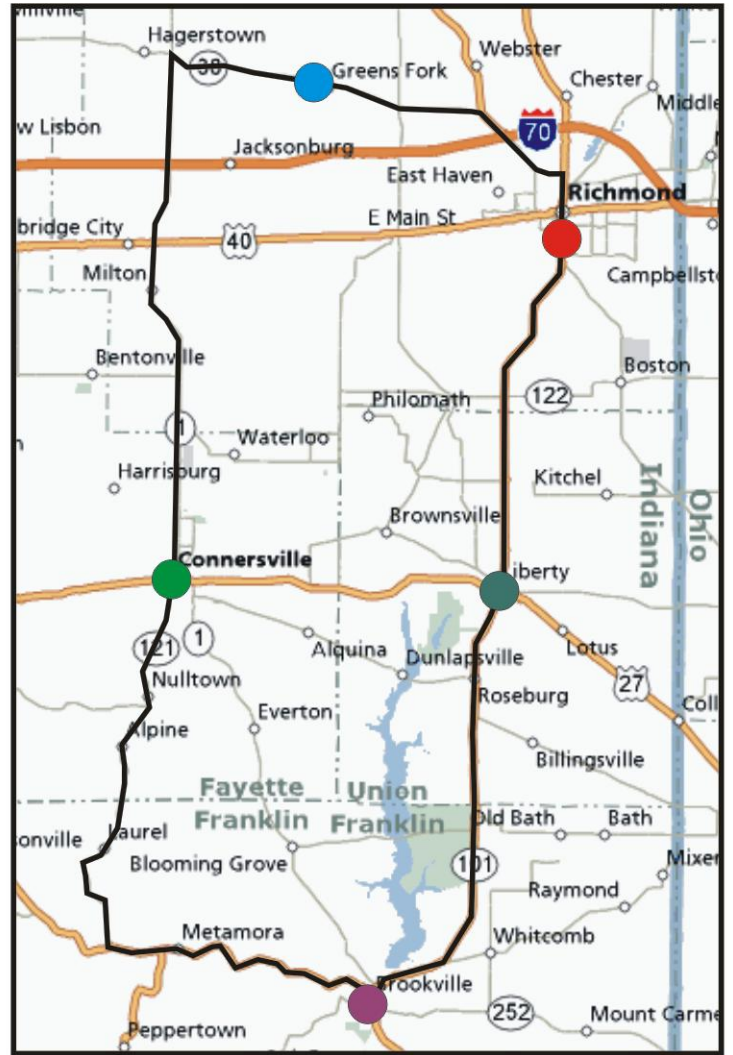 Hagerstown
Webster
38
Greens Fork
Chester
Middle
w Lisbon
70
Jacksonburg
East Haven
Richmond
E Main St
bridge City
40
Milton
Campbellst
Bentonville
Boston
122
Philomath
1
Waterloo
Harrisburg
Kitchel
Indiana
Ohio
Brownsville
Connersville
iberty
121
1
Alquina
Dunlapsville
Lotus
27
Nulltown
Roseburg
Coll
Everton
Alpine
Billingsville
Fayette
Union
Franklin
Franklin
Old Bath
Bath
onville
Laurel
Blooming Grove
101
Mixer
Raymond
Metamora
Whitcomb
Brookville
252
Mount Carme
Peppertown